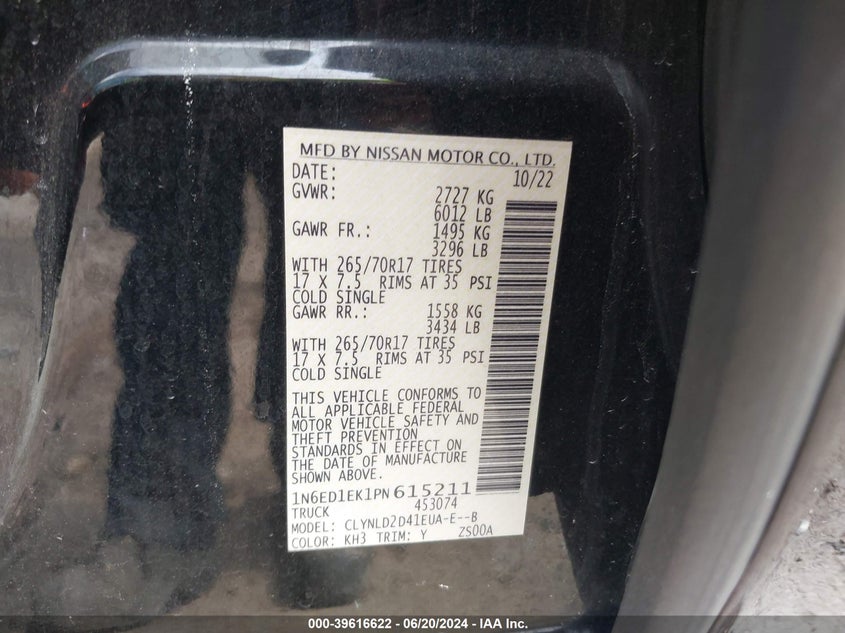 MFD BY NISSAN MOTOR CO., LTD.
DATE: 10/22
GVWR: 2727 KG
6012 LB
GAWR FR.: 1495 KG
3296 LB
WITH 265/70R17 TIRES
17 X 7.5 RIMS AT 35 PSI
COLD SINGLE
GAWR RR.: 1558 KG
3434 LB
WITH 265/70R17 TIRES
17 X 7.5 RIMS AT 35 PSI
COLD SINGLE
THIS VEHICLE CONFORMS TO
ALL APPLICABLE FEDERAL
MOTOR VEHICLE SAFETY AND
THEFT PREVENTION
STANDARDS IN EFFECT ON
THE DATE OF MANUFACTURE
SHOWN ABOVE.
1N6ED1EK1PN 615211
TRUCK 453074
MODEL: CLYNLD2D41EUA-E--B
COLOR: KH3 TRIM: Y ZS00A
000-39616622 - 06/20/2024 - IAA Inc.